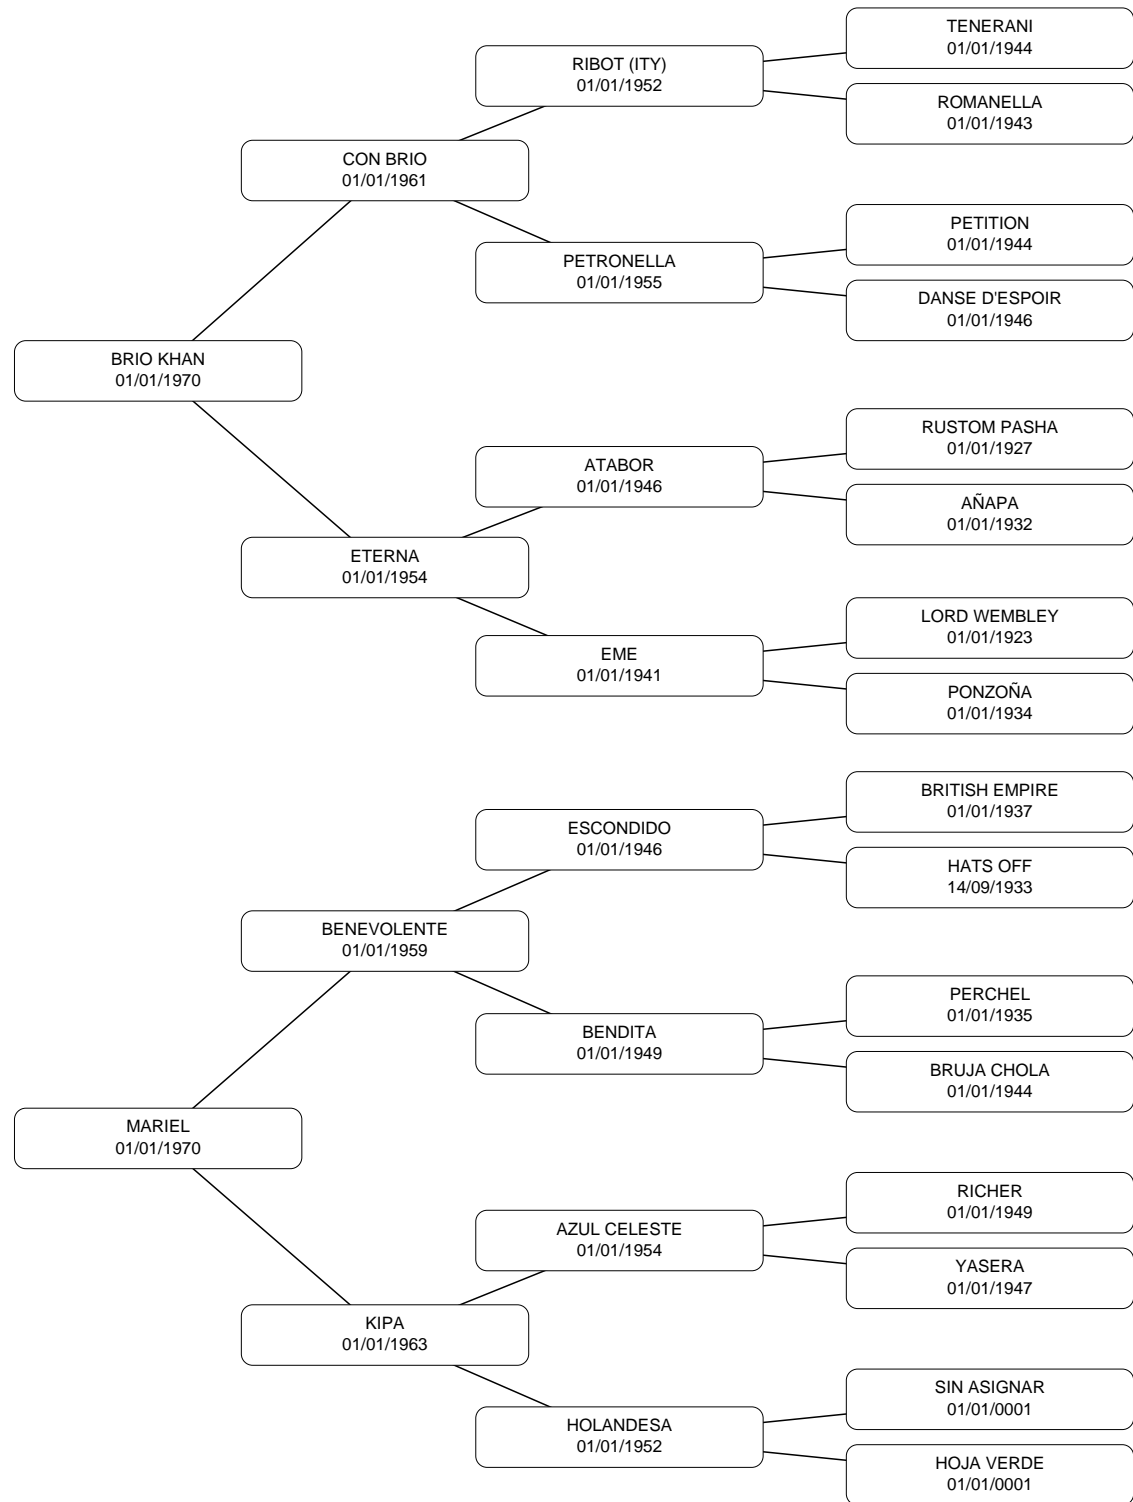 TENERANI
01/01/1944
RIBOT (ITY)
01/01/1952
ROMANELLA
01/01/1943
CON BRIO
01/01/1961
PETITION
01/01/1944
PETRONELLA
01/01/1955
DANSE D'ESPOIR
01/01/1946
BRIO KHAN
01/01/1970
RUSTOM PASHA
01/01/1927
ATABOR
01/01/1946
AÑAPA
01/01/1932
ETERNA
01/01/1954
LORD WEMBLEY
01/01/1923
EME
01/01/1941
PONZOÑA
01/01/1934
BRITISH EMPIRE
01/01/1937
ESCONDIDO
01/01/1946
HATS OFF
14/09/1933
BENEVOLENTE
01/01/1959
PERCHEL
01/01/1935
BENDITA
01/01/1949
BRUJA CHOLA
01/01/1944
MARIEL
01/01/1970
RICHER
01/01/1949
AZUL CELESTE
01/01/1954
YASERA
01/01/1947
KIPA
01/01/1963
SIN ASIGNAR
01/01/0001
HOLANDESA
01/01/1952
HOJA VERDE
01/01/0001